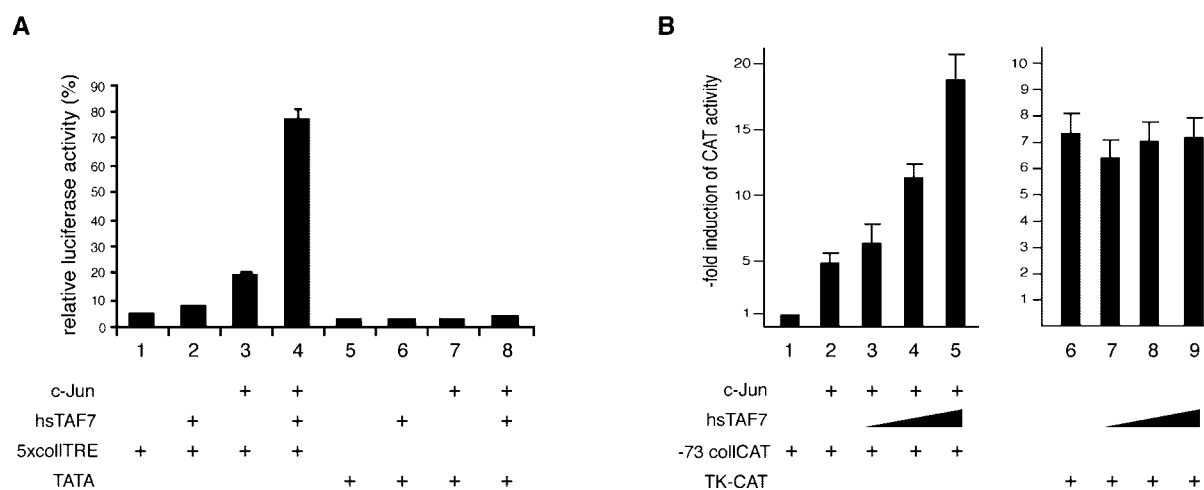 A
relative luciferase activity (%)
90
80
70
60
50
40
30
20
10
0
1 2 3 4 5 6 7 8
c-Jun + + + +
hsTAF7 + + + +
5xcollTRE + + + +
TATA + + + +
B
-fold induction of CAT activity
20
15
10
5
1
1 2 3 4 5
10
9
8
7
6
5
4
3
2
1
6 7 8 9
c-Jun + + + +
hsTAF7
-73 collCAT + + + + +
TK-CAT + + + +